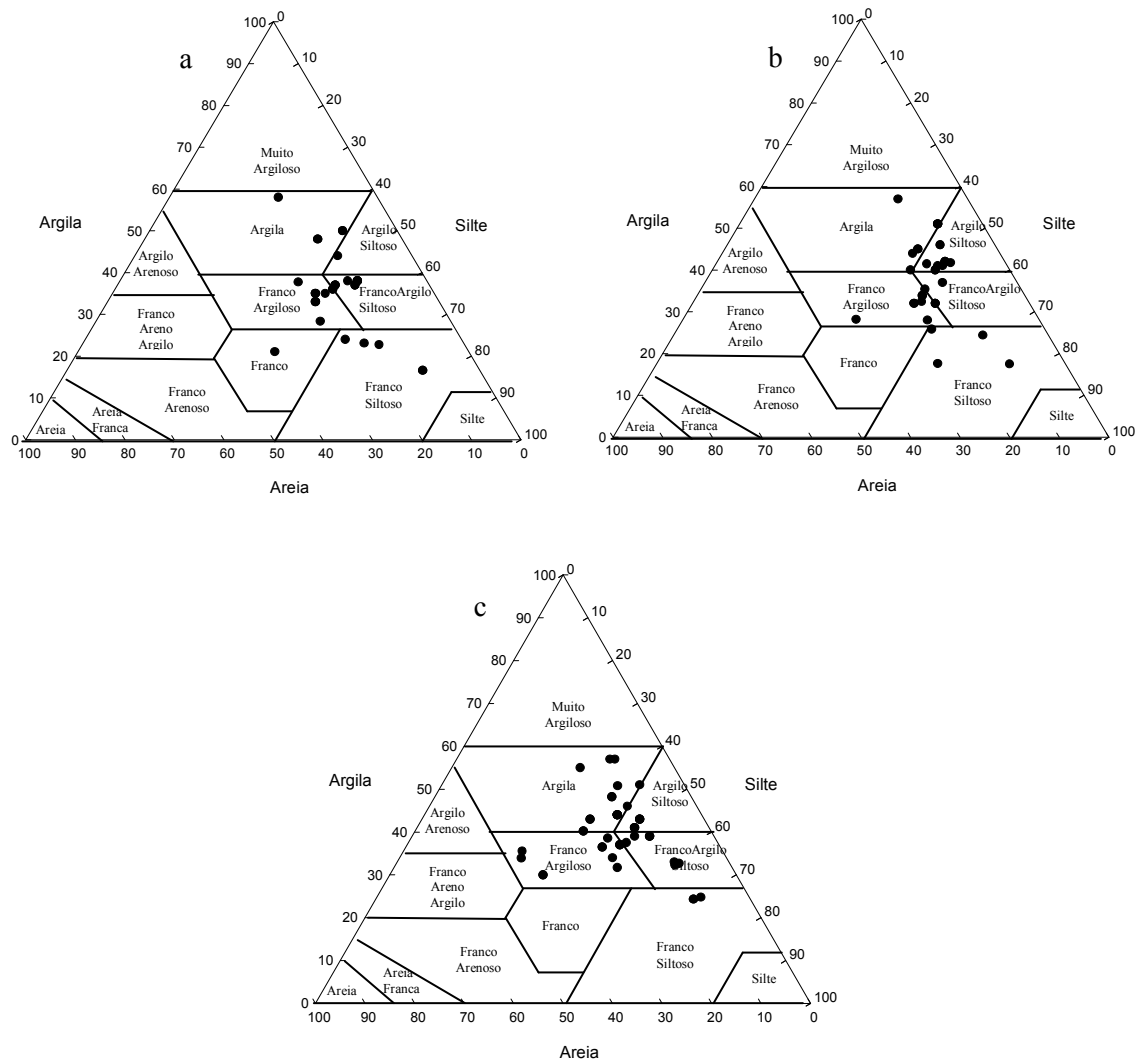 a
100
0
90
10
80
20
70
30
Muito
Argiloso
60
40
Argila
Silte
50
50
Argila
Argilo
Siltoso
Argilo
Arenoso
40
60
Franco
Argiloso
FrancoArgilo
Siltoso
30
70
Franco
Areno
Argilo
20
80
Franco
Franco
Arenoso
Franco
Siltoso
10
90
Areia
Franca
Areia
Silte
0
100
100 90 80 70 60 50 40 30 20 10 0
Areia
b
100
0
90
10
80
20
70
30
Muito
Argiloso
60
40
Argila
Silte
50
50
Argila
Argilo
Siltoso
Argilo
Arenoso
40
60
Franco
Argiloso
FrancoArgilo
Siltoso
30
70
Franco
Areno
Argilo
20
80
Franco
Franco
Arenoso
Franco
Siltoso
10
90
Areia
Franca
Areia
Silte
0
100
100 90 80 70 60 50 40 30 20 10 0
Areia
c
100
0
90
10
80
20
70
30
Muito
Argiloso
60
40
Argila
Silte
50
50
Argila
Argilo
Siltoso
Argilo
Arenoso
40
60
Franco
Argiloso
FrancoArgilo
Siltoso
30
70
Franco
Areno
Argilo
20
80
Franco
Franco
Arenoso
Franco
Siltoso
10
90
Areia
Franca
Areia
Silte
0
100
100 90 80 70 60 50 40 30 20 10 0
Areia